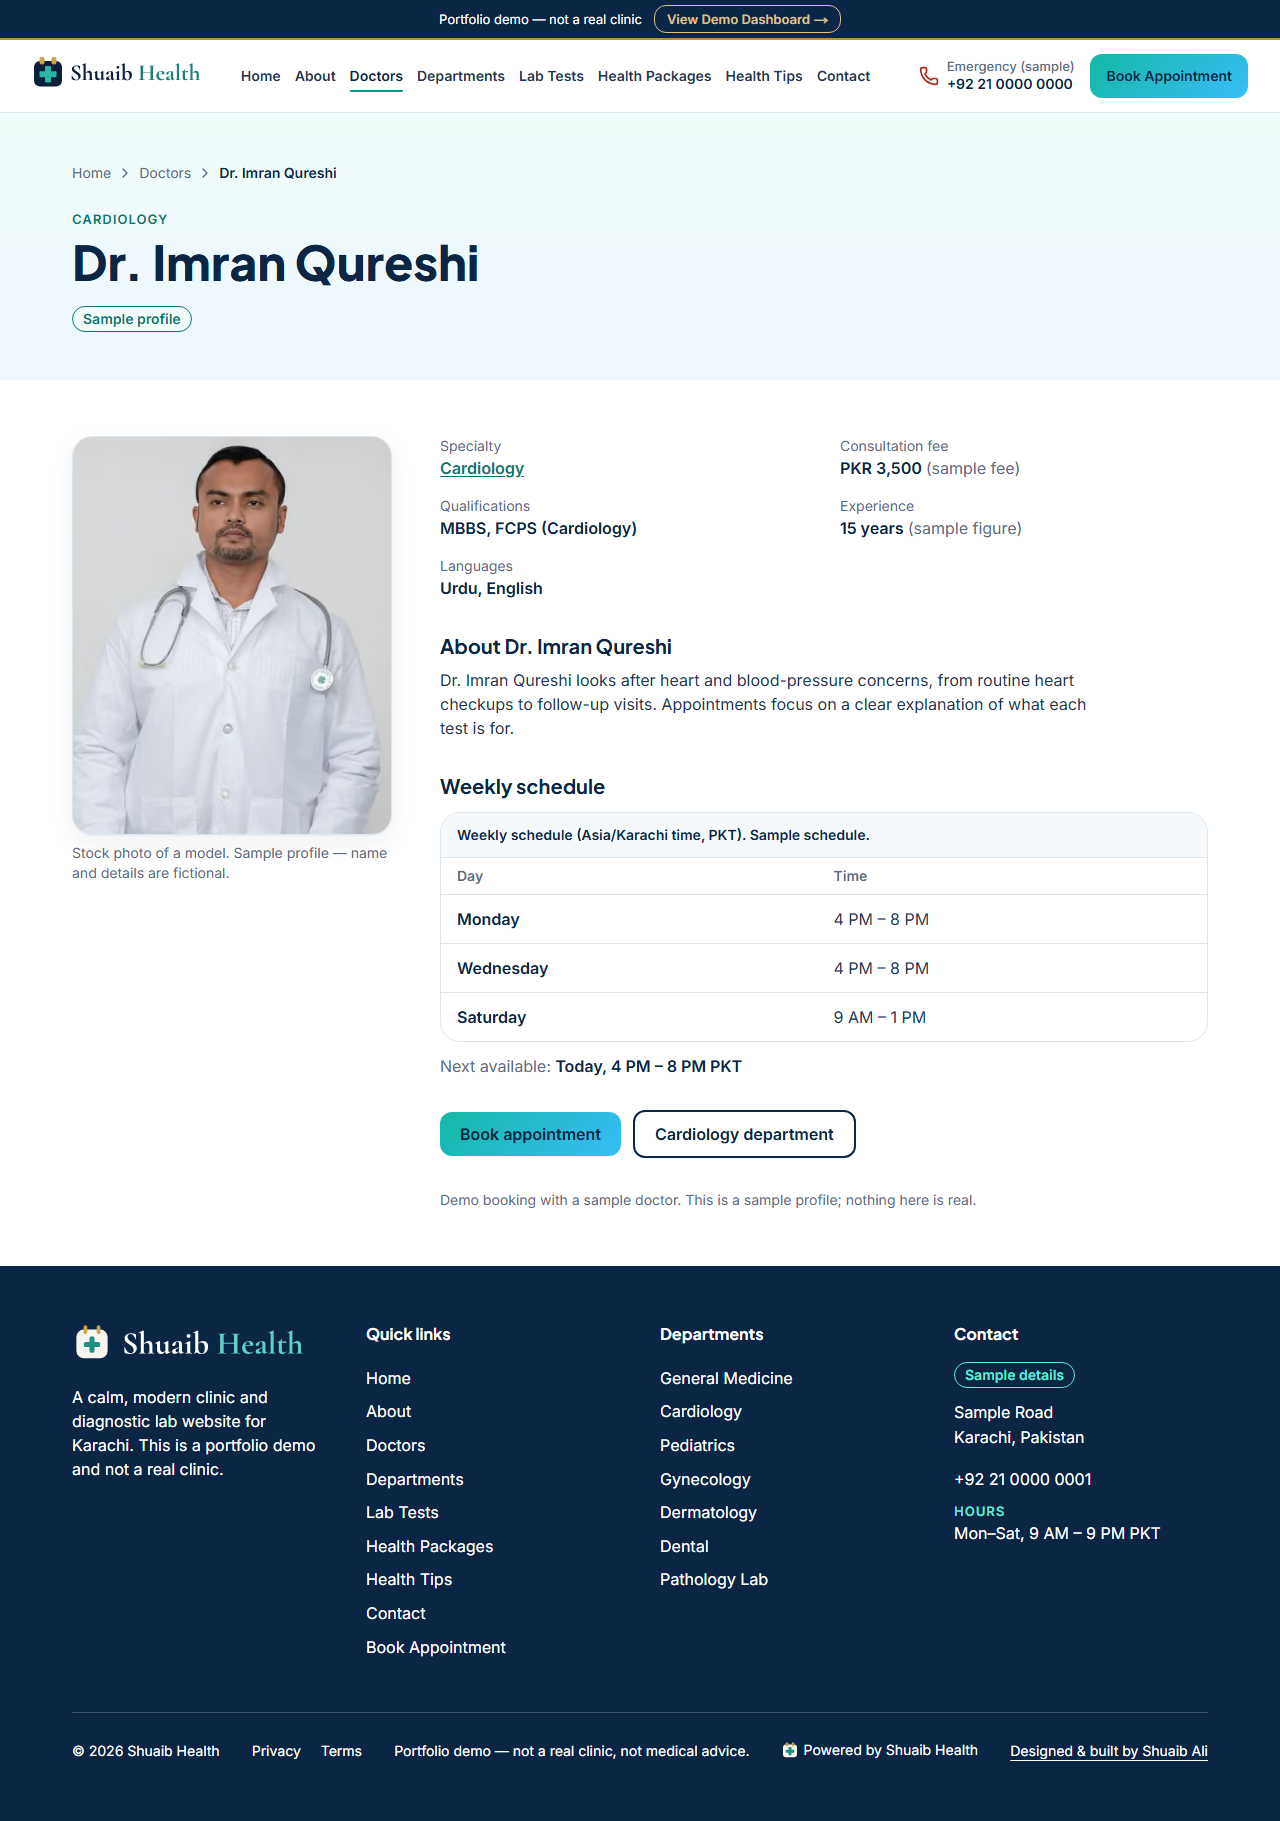 Portfolio demo — not a real clinic View Demo Dashboard →
Shuaib Health
Home About Doctors Departments Lab Tests Health Packages Health Tips Contact
Emergency (sample)
+92 21 0000 0000
Book Appointment
Home > Doctors > Dr. Imran Qureshi
CARDIOLOGY
Dr. Imran Qureshi
Sample profile
Stock photo of a model. Sample profile — name
and details are fictional.
Specialty
Cardiology
Consultation fee
PKR 3,500 (sample fee)
Qualifications
MBBS, FCPS (Cardiology)
Experience
15 years (sample figure)
Languages
Urdu, English
About Dr. Imran Qureshi
Dr. Imran Qureshi looks after heart and blood-pressure concerns, from routine heart
checkups to follow-up visits. Appointments focus on a clear explanation of what each
test is for.
Weekly schedule
Weekly schedule (Asia/Karachi time, PKT). Sample schedule.
Day Time
Monday 4 PM – 8 PM
Wednesday 4 PM – 8 PM
Saturday 9 AM – 1 PM
Next available: Today, 4 PM – 8 PM PKT
Book appointment Cardiology department
Demo booking with a sample doctor. This is a sample profile; nothing here is real.
Shuaib Health
A calm, modern clinic and
diagnostic lab website for
Karachi. This is a portfolio demo
and not a real clinic.
Quick links
Home
About
Doctors
Departments
Lab Tests
Health Packages
Health Tips
Contact
Book Appointment
Departments
General Medicine
Cardiology
Pediatrics
Gynecology
Dermatology
Dental
Pathology Lab
Contact
Sample details
Sample Road
Karachi, Pakistan
+92 21 0000 0001
HOURS
Mon–Sat, 9 AM – 9 PM PKT
© 2026 Shuaib Health Privacy Terms Portfolio demo — not a real clinic, not medical advice. Powered by Shuaib Health Designed & built by Shuaib Ali